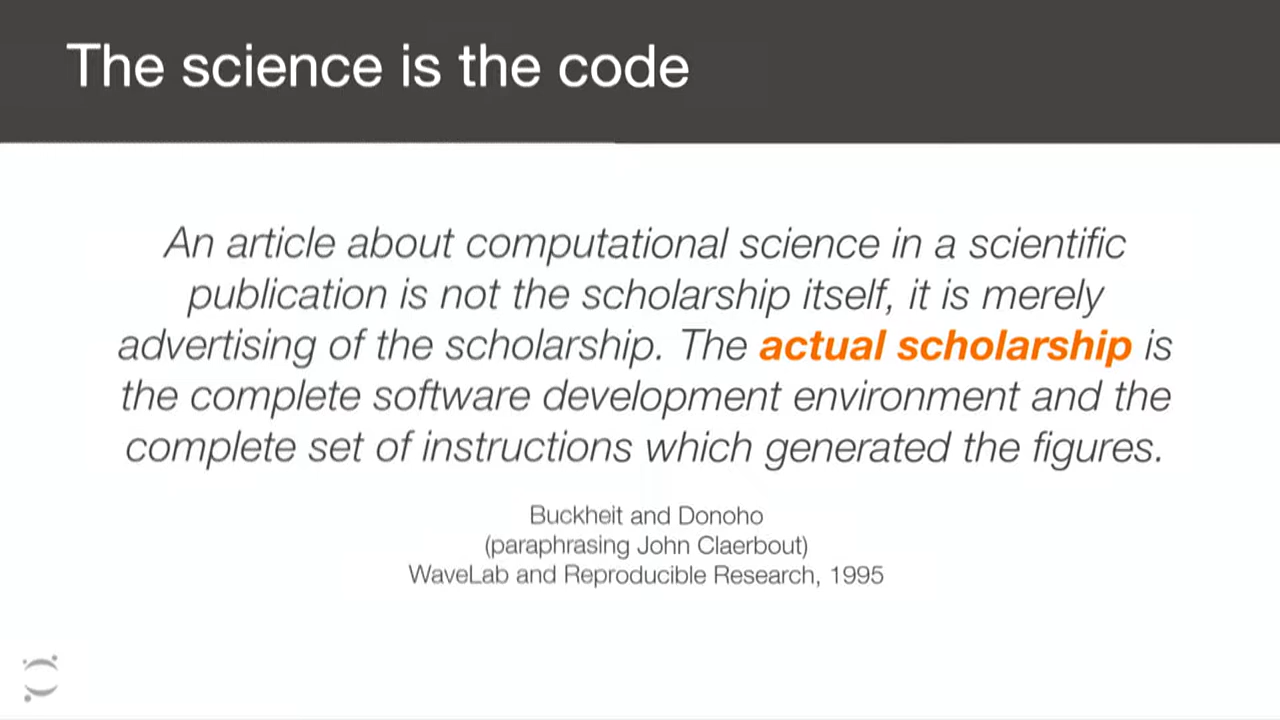 The science is the code
An article about computational science in a scientific
publication is not the scholarship itself, it is merely
advertising of the scholarship. The actual scholarship is
the complete software development environment and the
complete set of instructions which generated the figures.
Buckheit and Donoho
(paraphrasing John Claerbout)
WaveLab and Reproducible Research, 1995